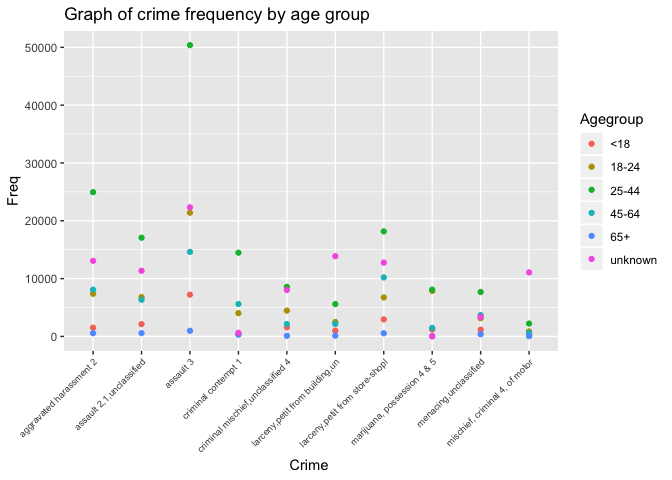 Graph of crime frequency by age group
50000
40000
30000
20000
10000
0
Freq
aggravated harassment 2
assault 2,1,unclassified
assault 3
criminal contempt 1
criminal mischief,unclassified 4
larceny,petit from building,un
larceny,petit from store-shopl
marijuana, possession 4 & 5
menacing,unclassified
mischief, criminal 4, of motor
Crime
Agegroup
<18
18-24
25-44
45-64
65+
unknown